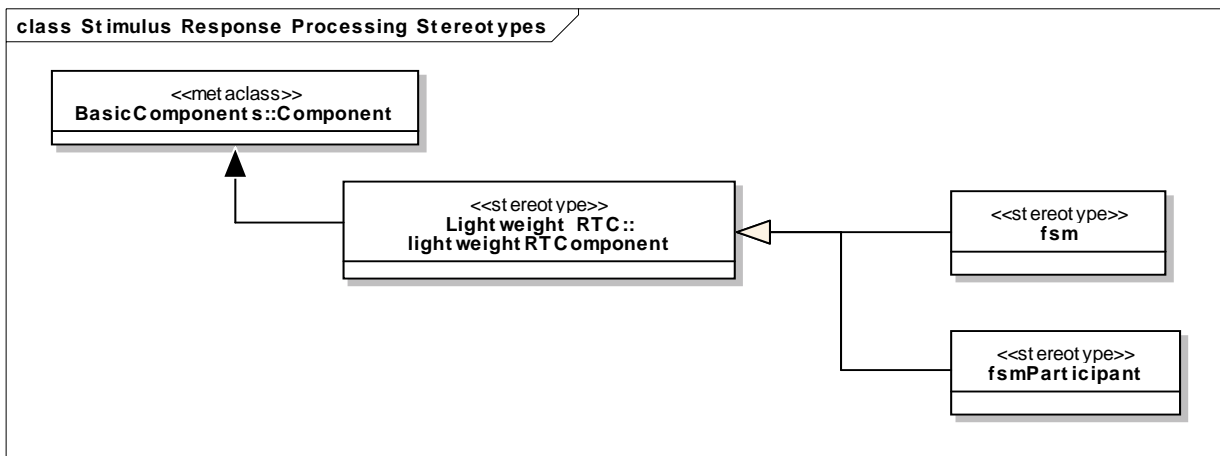 class Stimulus Response Processing Stereotypes
<<metaclass>>
BasicComponents::Component
<<stereotype>>
Lightweight RTC::
lightweightRTComponent
<<stereotype>>
fsm
<<stereotype>>
fsmParticipant